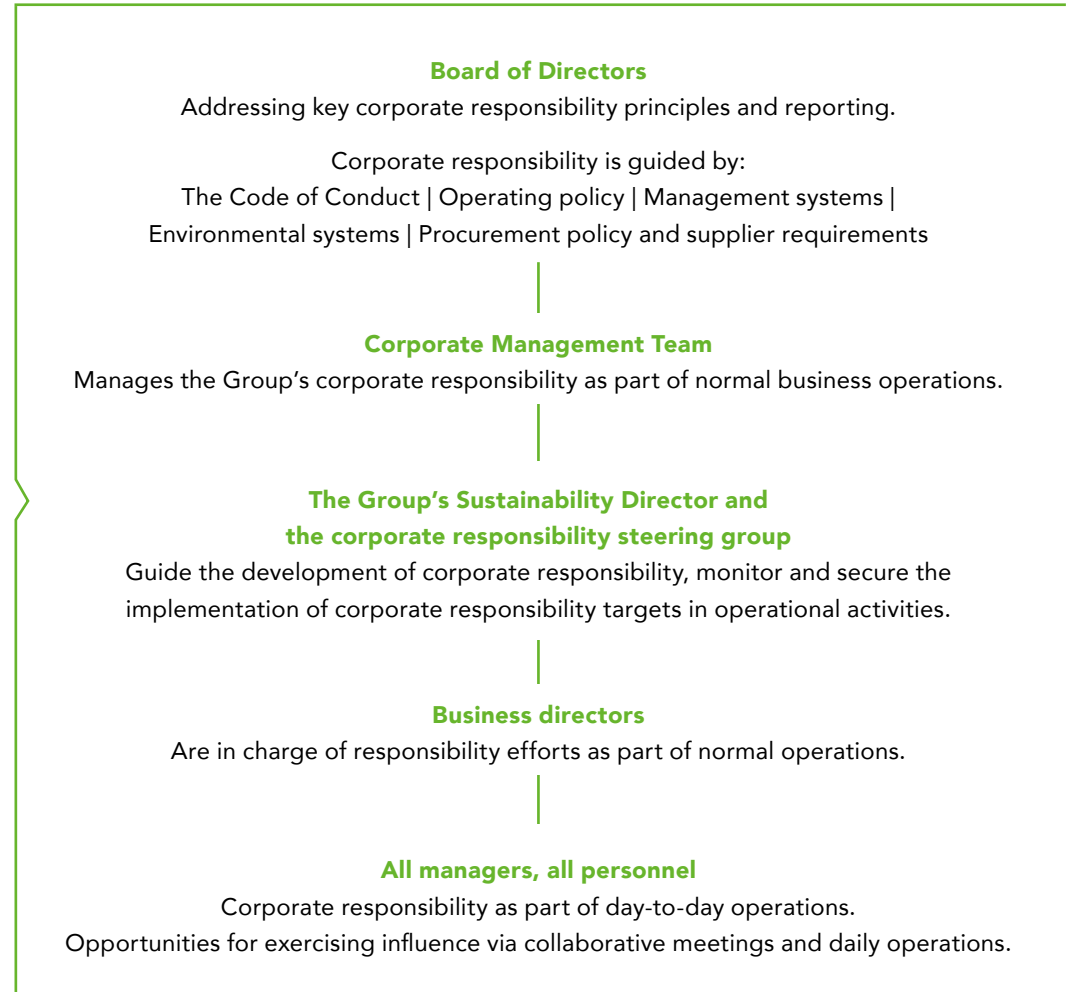 Board of Directors
Addressing key corporate responsibility principles and reporting.
Corporate responsibility is guided by:
The Code of Conduct | Operating policy | Management systems |
Environmental systems | Procurement policy and supplier requirements
Corporate Management Team
Manages the Group’s corporate responsibility as part of normal business operations.
The Group’s Sustainability Director and
the corporate responsibility steering group
Guide the development of corporate responsibility, monitor and secure the
implementation of corporate responsibility targets in operational activities.
Business directors
Are in charge of responsibility efforts as part of normal operations.
All managers, all personnel
Corporate responsibility as part of day-to-day operations.
Opportunities for exercising influence via collaborative meetings and daily operations.